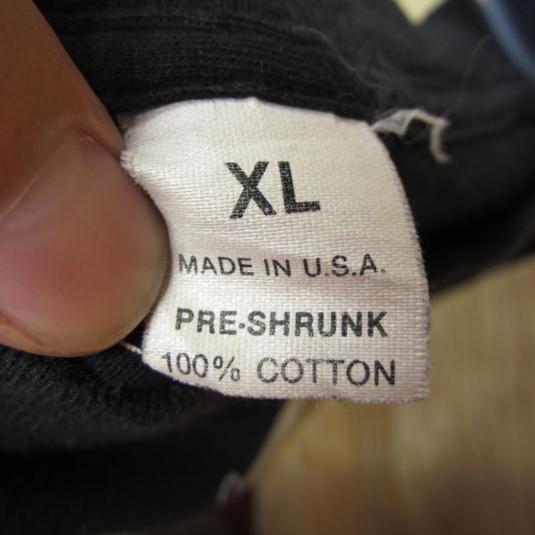 XL
MADE IN U.S.A.
PRE-SHRUNK
100% COTTON